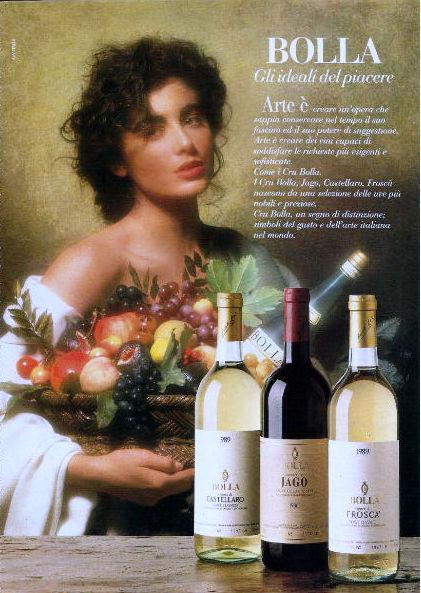 BOLLA
Gli ideali del piacere
Arte è creare un'opera che
sappia conservare nel tempo il suo
fascino ed il suo potere di suggestione.
Arte è creare dei vini capaci di
soddisfare le richieste più esigenti e
sofisticate.
Come i Cru Bolla.
I Cru Bolla, Jago, Castellaro, Froscà
nascono da una selezione delle uve più
nobili e preziose.
Cru Bolla, un segno di distinzione;
simboli del gusto e dell'arte italiana
nel mondo.
BOLLA
989
BOLLA
CASTELLARO
BOLLA
JAGO
1989
BOLLA
FROSCA'